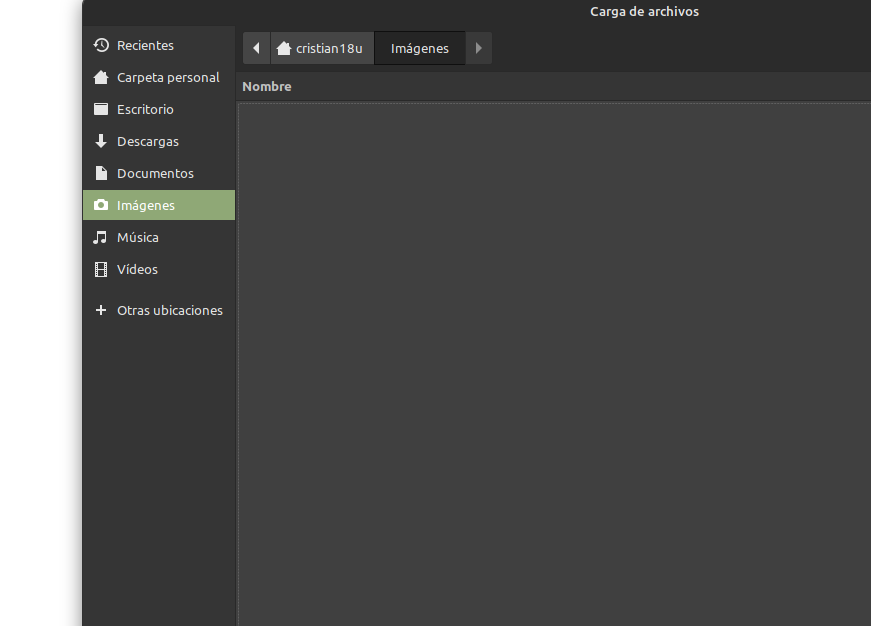 Carga de archivos
Recientes
Carpeta personal
Escritorio
Descargas
Documentos
Imágenes
Música
Vídeos
Otras ubicaciones
cristian18u Imágenes
Nombre